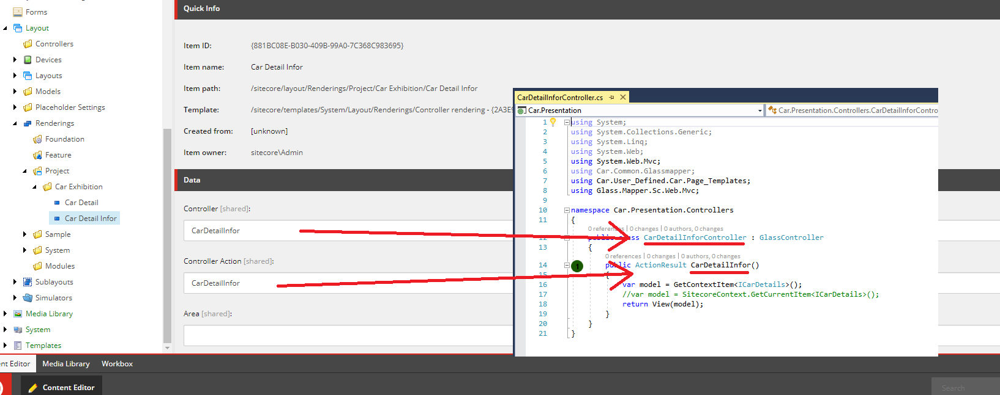 Forms
Layout
Controllers
Devices
Layouts
Models
Placeholder Settings
Renderings
Foundation
Feature
Project
Car Exhibition
Car Detail
Car Detail Infor
Sample
System
Modules
Sublayouts
Simulators
Media Library
System
Templates
Quick Info
Item ID: {881BC08E-B030-409B-99A0-7C368C983695}
Item name: Car Detail Infor
Item path: /sitecore/layout/Renderings/Project/Car Exhibition/Car Detail Infor
Template: /sitecore/templates/System/Layout/Renderings/Controller rendering - {2A3E9
Created from: [unknown]
Item owner: sitecore\Admin
Data
Controller [shared]:
CarDetailInfor
Controller Action [shared]:
CarDetailInfor
Area [shared]:
CarDetailInforController.cs
Car.Presentation
Car.Presentation.Controllers.CarDetailInforContro
1 using System;
2 using System.Collections.Generic;
3 using System.Linq;
4 using System.Web;
5 using System.Web.Mvc;
6 using Car.Common.Glassmapper;
7 using Car.User_Defined.Car.Page_Templates;
8 using Glass.Mapper.Sc.Web.Mvc;
9
10 namespace Car.Presentation.Controllers
11 {
0 references | 0 changes | 0 authors, 0 changes
12 public class CarDetailInforController : GlassController
13 {
0 references | 0 changes | 0 authors, 0 changes
14 1 public ActionResult CarDetailInfor()
15 {
16 var model = GetContextItem<ICarDetails>();
17 //var model = SitecoreContext.GetCurrentItem<ICarDetails>();
18 return View(model);
19 }
20 }
21 }
nt Editor Media Library Workbox
Content Editor
Search